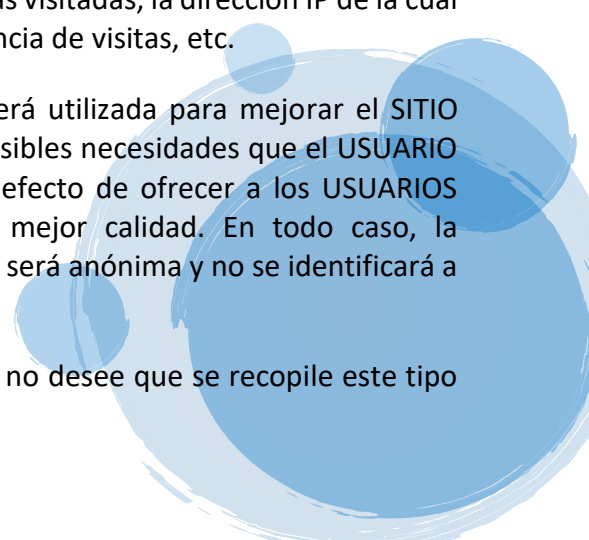 as visitadas, la dirección IP de la cual
ncia de visitas, etc.
erá utilizada para mejorar el SITIO
sibles necesidades que el USUARIO
efecto de ofrecer a los USUARIOS
mejor calidad. En todo caso, la
será anónima y no se identificará a
no desee que se recopile este tipo